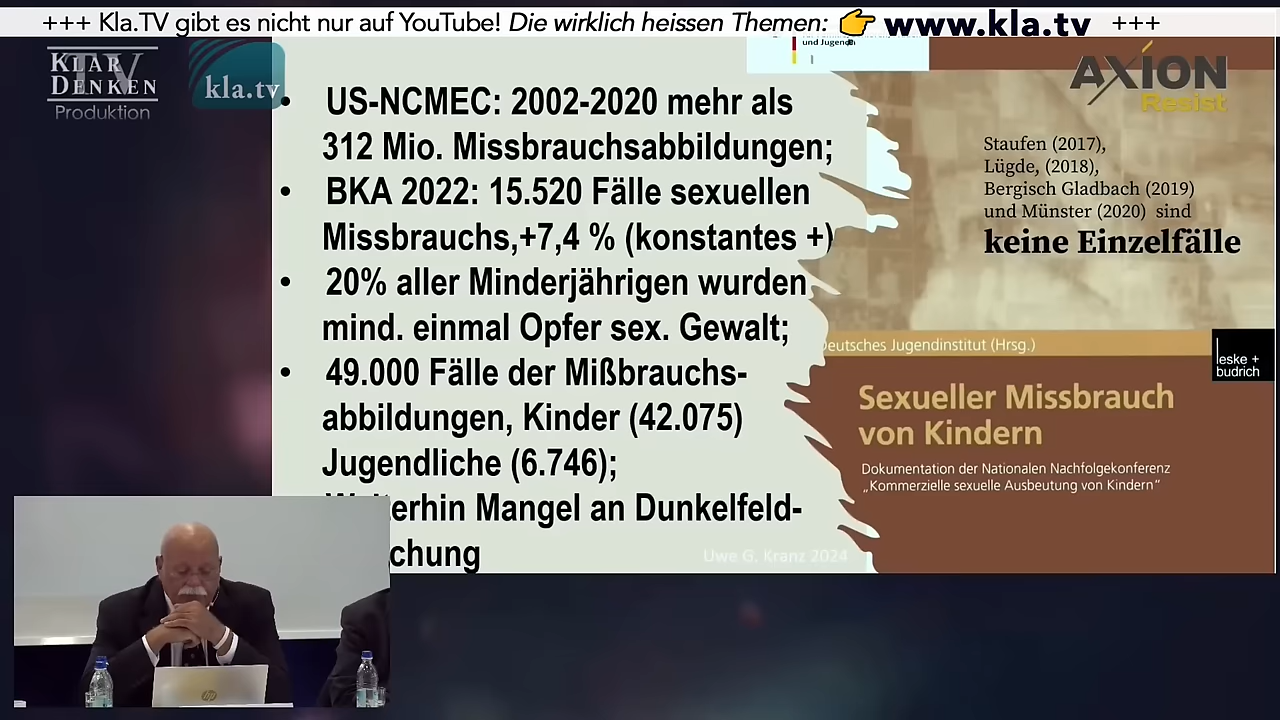 +++ Kla.TV gibt es nicht nur auf YouTube! Die wirklich heissen Themen: 👉 www.kla.tv +++
KLAR
TV
DENKEN
Produktion
kla.tv
und Jugend
AXION
Resist
• US-NCMEC: 2002-2020 mehr als
312 Mio. Missbrauchsabbildungen;
• BKA 2022: 15.520 Fälle sexuellen
Missbrauchs,+7,4 % (konstantes +)
• 20% aller Minderjährigen wurden
mind. einmal Opfer sex. Gewalt;
• 49.000 Fälle der Mißbrauchs-
abbildungen, Kinder (42.075)
Jugendliche (6.746);
terhin Mangel an Dunkelfeld-
chung
Uwe G. Kranz 2024
Staufen (2017),
Lügde, (2018),
Bergisch Gladbach (2019)
und Münster (2020) sind
keine Einzelfälle
Deutsches Jugendinstitut (Hrsg.)
leske +
budrich
Sexueller Missbrauch
von Kindern
Dokumentation der Nationalen Nachfolgekonferenz
„Kommerzielle sexuelle Ausbeutung von Kindern"
hp